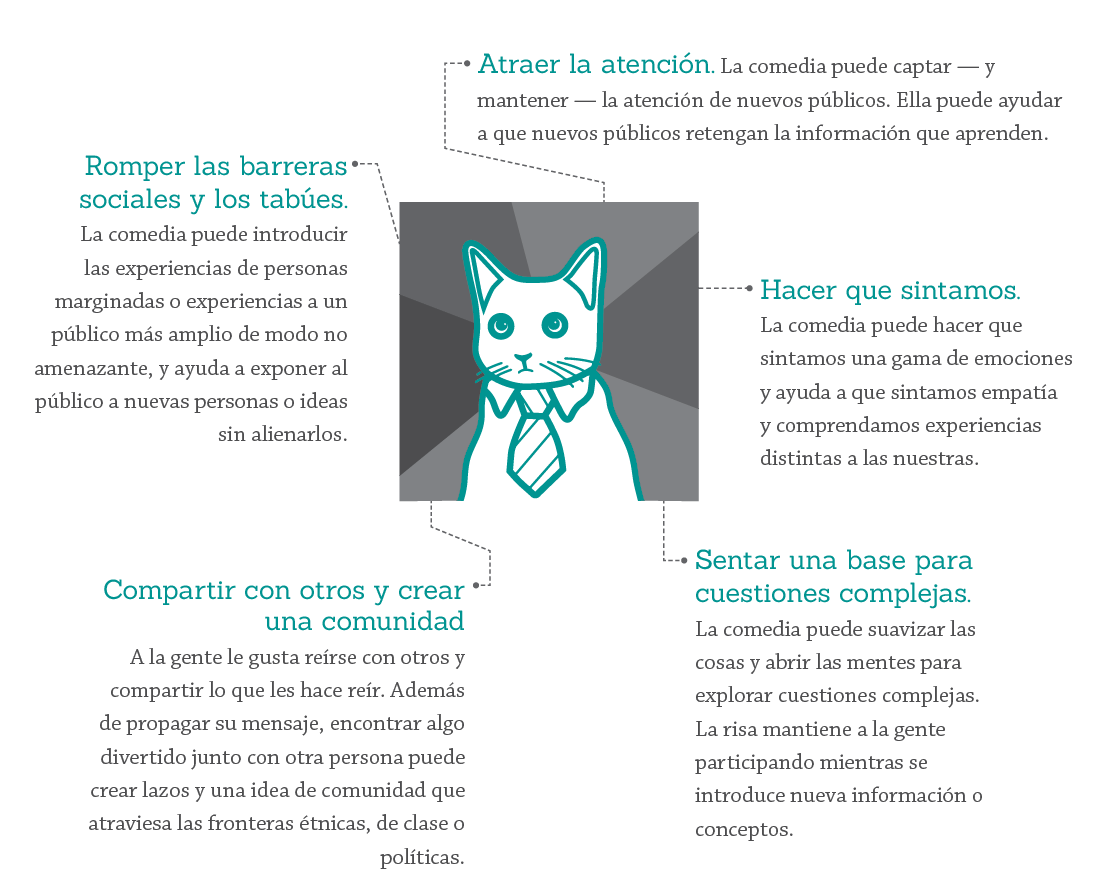 Atraer la atención. La comedia puede captar — y
mantener — la atención de nuevos públicos. Ella puede ayudar
a que nuevos públicos retengan la información que aprenden.
Romper las barreras
sociales y los tabúes.
La comedia puede introducir
las experiencias de personas
marginadas o experiencias a un
público más amplio de modo no
amenazante, y ayuda a exponer al
público a nuevas personas o ideas
sin alienarlos.
Hacer que sintamos.
La comedia puede hacer que
sintamos una gama de emociones
y ayuda a que sintamos empatía
y comprendamos experiencias
distintas a las nuestras.
Compartir con otros y crear
una comunidad
A la gente le gusta reírse con otros y
compartir lo que les hace reír. Además
de propagar su mensaje, encontrar algo
divertido junto con otra persona puede
crear lazos y una idea de comunidad que
atraviesa las fronteras étnicas, de clase o
políticas.
Sentar una base para
cuestiones complejas.
La comedia puede suavizar las
cosas y abrir las mentes para
explorar cuestiones complejas.
La risa mantiene a la gente
participando mientras se
introduce nueva información o
conceptos.